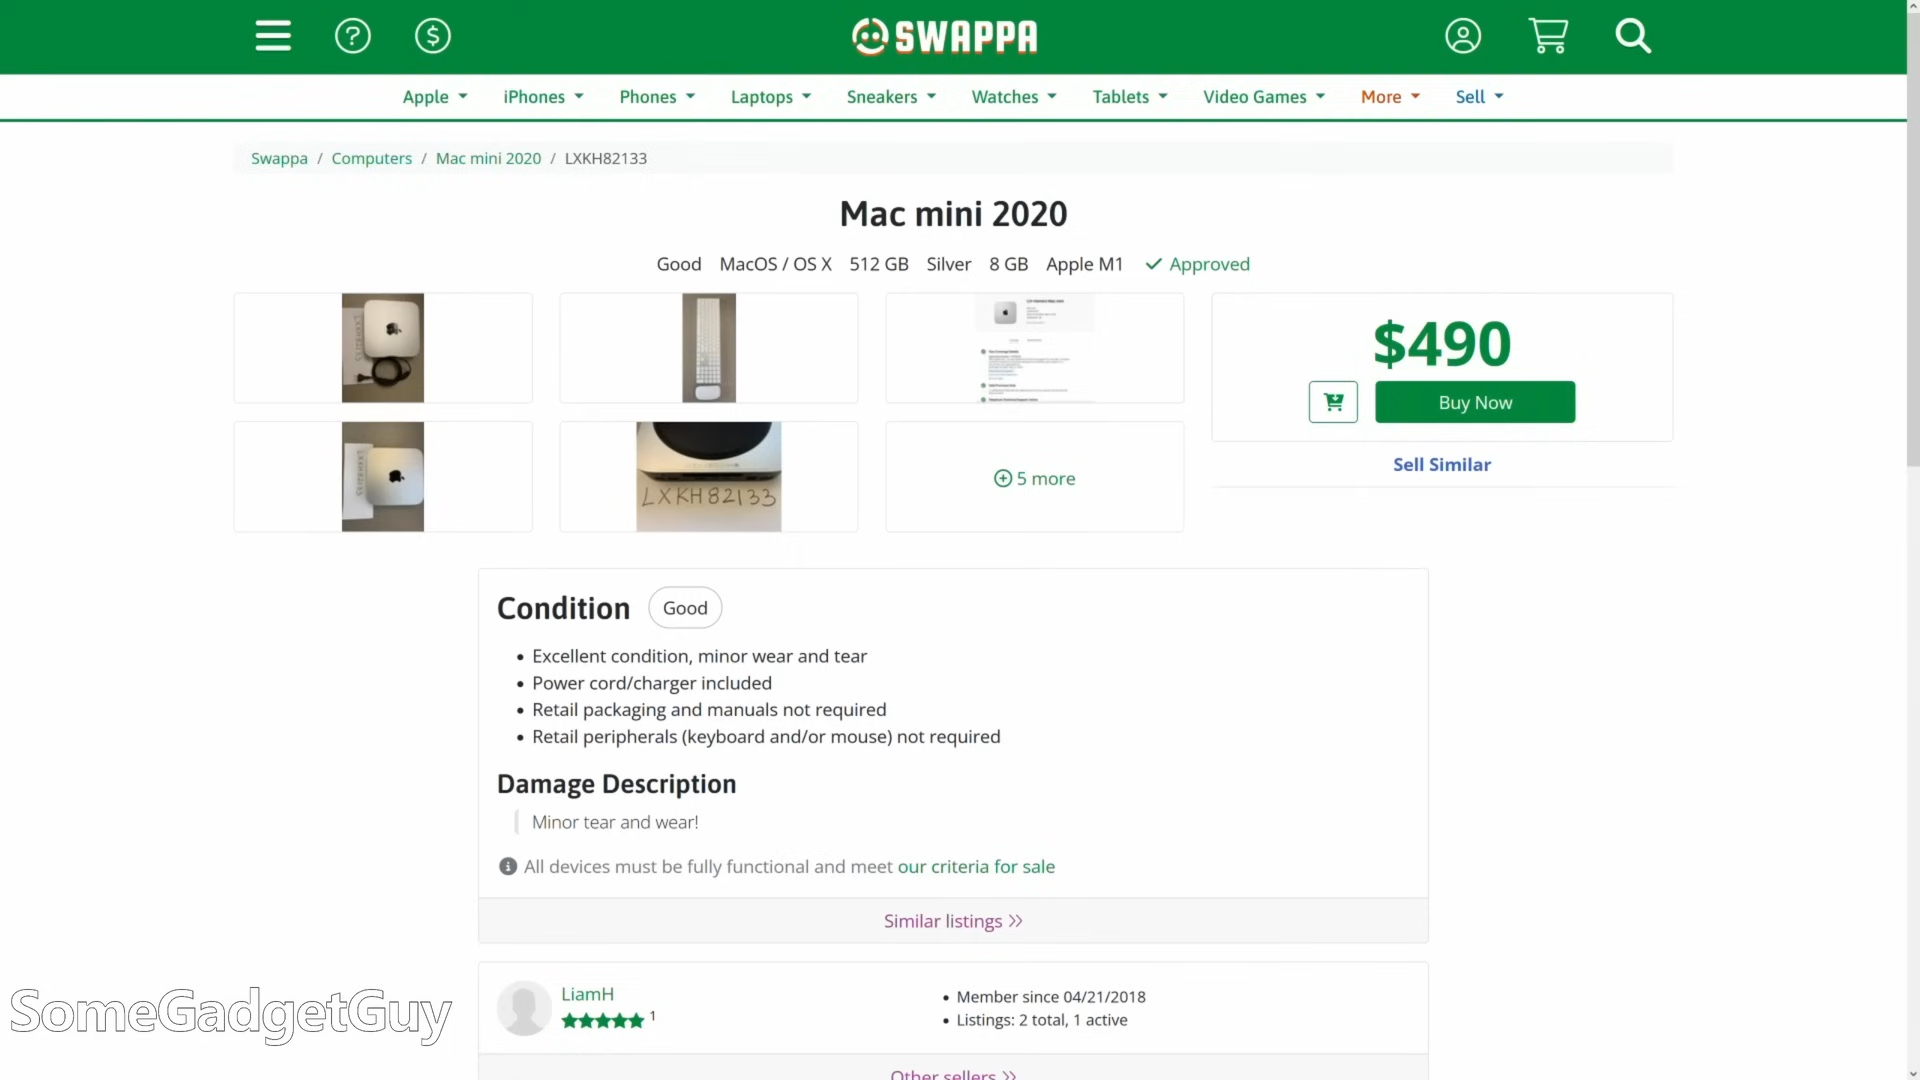 SWAPPA
Apple iPhones Phones Laptops Sneakers Watches Tablets Video Games More Sell
Swappa / Computers / Mac mini 2020 / LXKH82133
Mac mini 2020
Good MacOS / OS X 512 GB Silver 8 GB Apple M1 Approved
$490
Buy Now
Sell Similar
LXKH82133
5 more
Condition Good
• Excellent condition, minor wear and tear
• Power cord/charger included
• Retail packaging and manuals not required
• Retail peripherals (keyboard and/or mouse) not required
Damage Description
Minor tear and wear!
All devices must be fully functional and meet our criteria for sale
Similar listings
LiamH
1
• Member since 04/21/2018
• Listings: 2 total, 1 active
Other sellers
SomeGadgetGuy